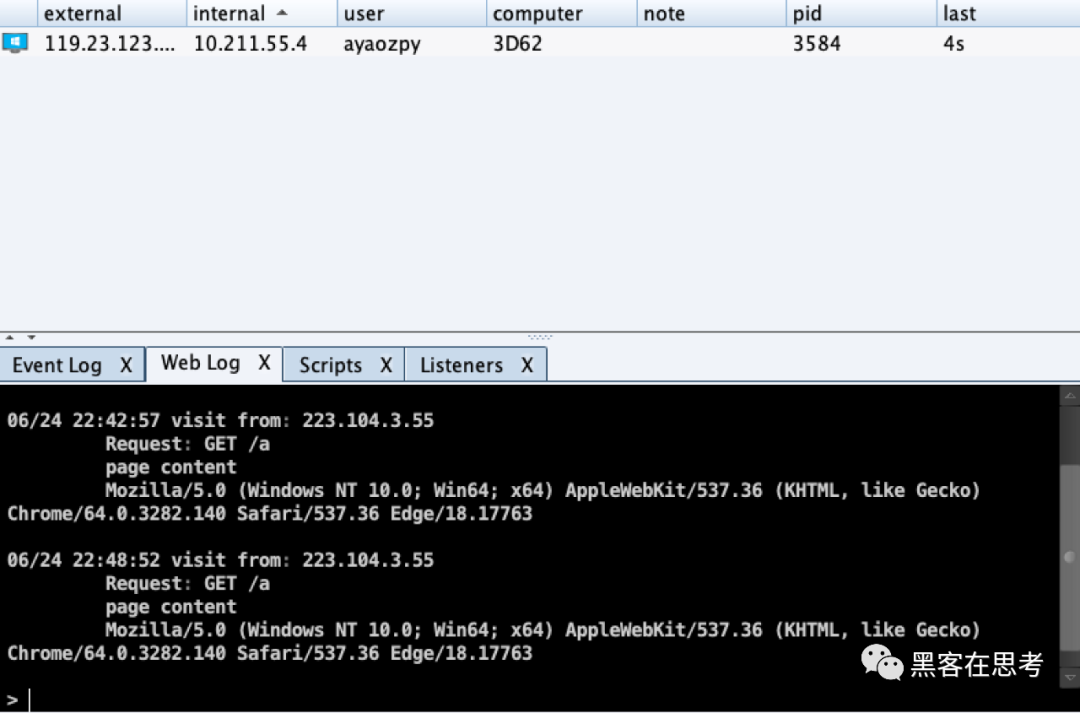 external internal user computer note pid last
119.23.123.... 10.211.55.4 ayaozpy 3D62 3584 4s
Event Log X Web Log X Scripts X Listeners X
06/24 22:42:57 visit from: 223.104.3.55
Request: GET /a
page content
Mozilla/5.0 (Windows NT 10.0; Win64; x64) AppleWebKit/537.36 (KHTML, like Gecko)
Chrome/64.0.3282.140 Safari/537.36 Edge/18.17763
06/24 22:48:52 visit from: 223.104.3.55
Request: GET /a
page content
Mozilla/5.0 (Windows NT 10.0; Win64; x64) AppleWebKit/537.36 (KHTML, like Gecko)
Chrome/64.0.3282.140 Safari/537.36 Edge/18.17763
黑客在思考
>